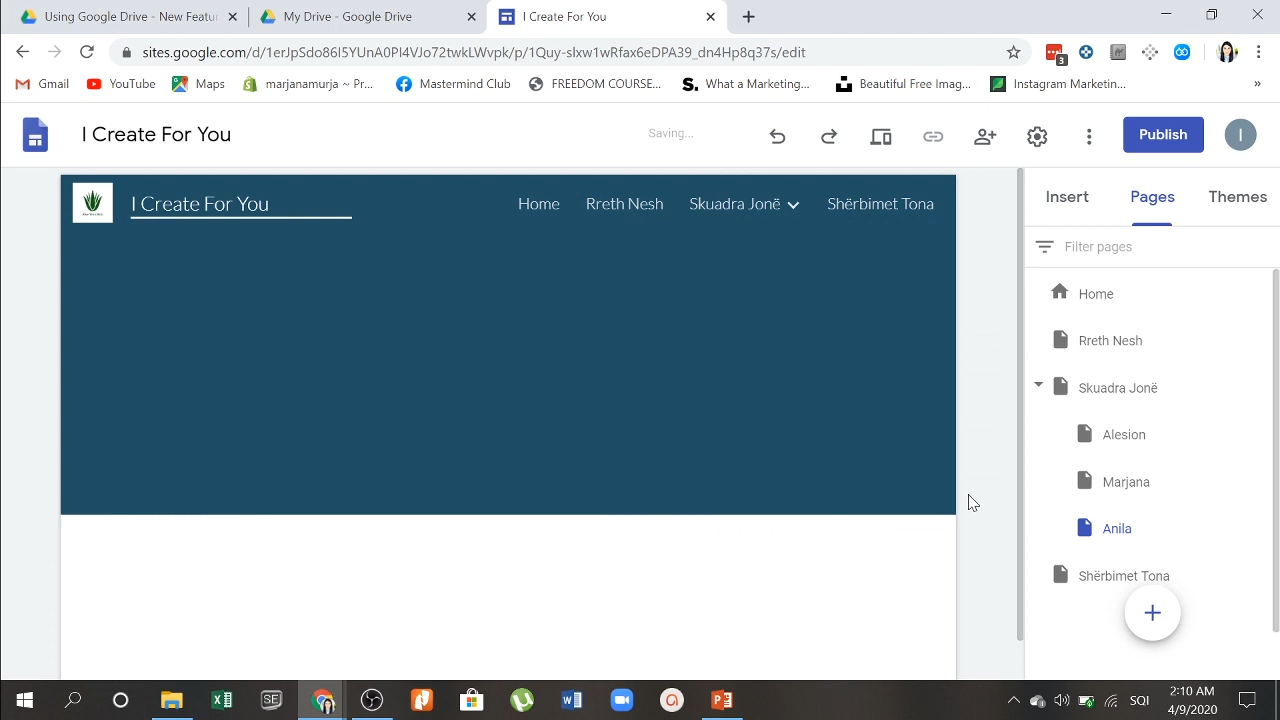 Using Google Drive - New Featur
My Drive - Google Drive
I Create For You
sites.google.com/d/1erJpSdo86I5YUnA0PI4VJo72twkLWvpk/p/1Quy-slxw1wRfax6eDPA39_dn4Hp8q37s/edit
3
Gmail
YouTube
Maps
marjanamurja ~ Pr...
Mastermind Club
FREEDOM COURSE...
What a Marketing...
Beautiful Free Imag...
Instagram Marketin...
»
I Create For You
Saving...
Publish
I
I Create For You
Home
Rreth Nesh
Skuadra Jonë
Shërbimet Tona
Insert
Pages
Themes
Filter pages
Home
Rreth Nesh
Skuadra Jonë
Alesion
Marjana
Anila
Shërbimet Tona
SE
SQI
2:10 AM
4/9/2020